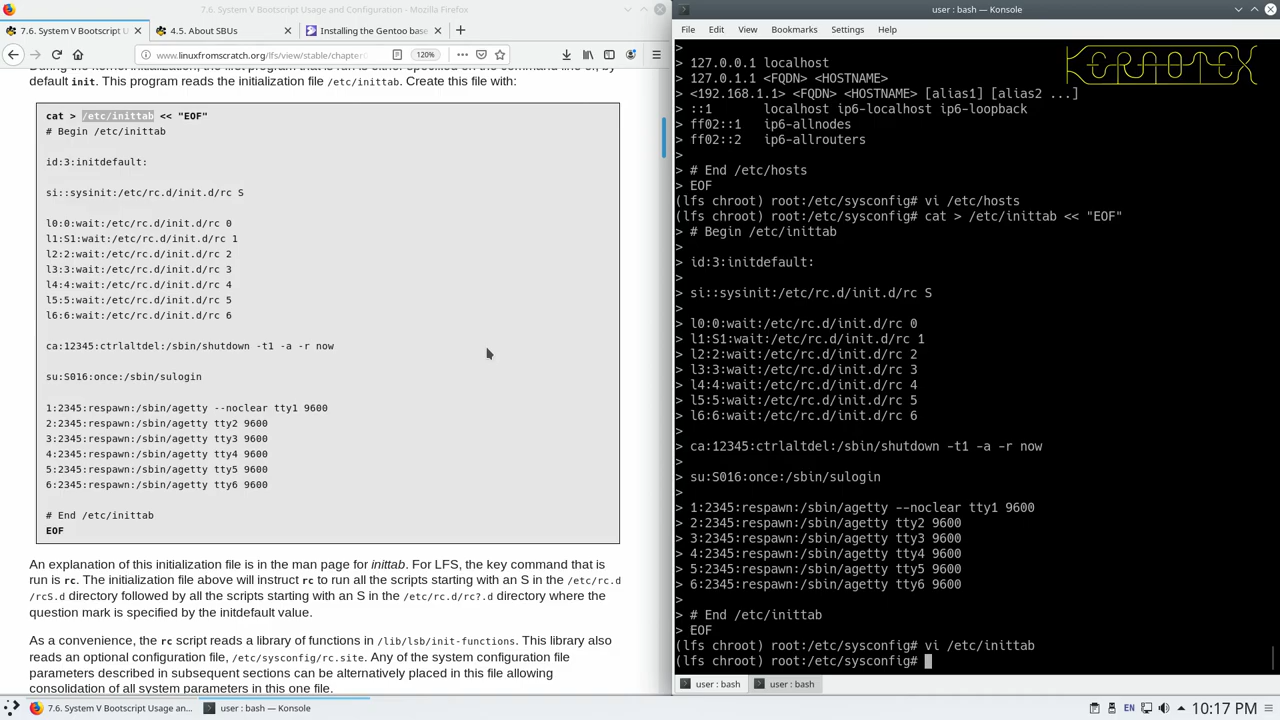 7.6. System V Bootscript Usage and Configuration - Mozilla Firefox
7.6. System V Bootscript U
4.5. About SBUs
Installing the Gentoo base
www.linuxfromscratch.org/lfs/view/stable/chapter
120%
default init. This program reads the initialization file /etc/inittab. Create this file with:
cat > /etc/inittab << "EOF"
# Begin /etc/inittab
id:3:initdefault:
si::sysinit:/etc/rc.d/init.d/rc S
l0:0:wait:/etc/rc.d/init.d/rc 0
l1:S1:wait:/etc/rc.d/init.d/rc 1
l2:2:wait:/etc/rc.d/init.d/rc 2
l3:3:wait:/etc/rc.d/init.d/rc 3
l4:4:wait:/etc/rc.d/init.d/rc 4
l5:5:wait:/etc/rc.d/init.d/rc 5
l6:6:wait:/etc/rc.d/init.d/rc 6
ca:12345:ctrlaltdel:/sbin/shutdown -t1 -a -r now
su:S016:once:/sbin/sulogin
1:2345:respawn:/sbin/agetty --noclear tty1 9600
2:2345:respawn:/sbin/agetty tty2 9600
3:2345:respawn:/sbin/agetty tty3 9600
4:2345:respawn:/sbin/agetty tty4 9600
5:2345:respawn:/sbin/agetty tty5 9600
6:2345:respawn:/sbin/agetty tty6 9600
# End /etc/inittab
EOF
An explanation of this initialization file is in the man page for inittab. For LFS, the key command that is
run is rc. The initialization file above will instruct rc to run all the scripts starting with an S in the /etc/rc.d
/rcS.d directory followed by all the scripts starting with an S in the /etc/rc.d/rc?.d directory where the
question mark is specified by the initdefault value.
As a convenience, the rc script reads a library of functions in /lib/lsb/init-functions. This library also
reads an optional configuration file, /etc/sysconfig/rc.site. Any of the system configuration file
parameters described in subsequent sections can be alternatively placed in this file allowing
consolidation of all system parameters in this one file.
user : bash — Konsole
File Edit View Bookmarks Settings Help
KERNOTEX
>
> 127.0.0.1 localhost
> 127.0.1.1 <FQDN> <HOSTNAME>
> <192.168.1.1> <FQDN> <HOSTNAME> [alias1] [alias2 ...]
> ::1       localhost ip6-localhost ip6-loopback
> ff02::1   ip6-allnodes
> ff02::2   ip6-allrouters
>
> # End /etc/hosts
> EOF
(lfs chroot) root:/etc/sysconfig# vi /etc/hosts
(lfs chroot) root:/etc/sysconfig# cat > /etc/inittab << "EOF"
> # Begin /etc/inittab
>
> id:3:initdefault:
>
> si::sysinit:/etc/rc.d/init.d/rc S
>
> l0:0:wait:/etc/rc.d/init.d/rc 0
> l1:S1:wait:/etc/rc.d/init.d/rc 1
> l2:2:wait:/etc/rc.d/init.d/rc 2
> l3:3:wait:/etc/rc.d/init.d/rc 3
> l4:4:wait:/etc/rc.d/init.d/rc 4
> l5:5:wait:/etc/rc.d/init.d/rc 5
> l6:6:wait:/etc/rc.d/init.d/rc 6
>
> ca:12345:ctrlaltdel:/sbin/shutdown -t1 -a -r now
>
> su:S016:once:/sbin/sulogin
>
> 1:2345:respawn:/sbin/agetty --noclear tty1 9600
> 2:2345:respawn:/sbin/agetty tty2 9600
> 3:2345:respawn:/sbin/agetty tty3 9600
> 4:2345:respawn:/sbin/agetty tty4 9600
> 5:2345:respawn:/sbin/agetty tty5 9600
> 6:2345:respawn:/sbin/agetty tty6 9600
>
> # End /etc/inittab
> EOF
(lfs chroot) root:/etc/sysconfig# vi /etc/inittab
(lfs chroot) root:/etc/sysconfig#
user : bash
user : bash
7.6. System V Bootscript Usage an...
user : bash — Konsole
EN
10:17 PM